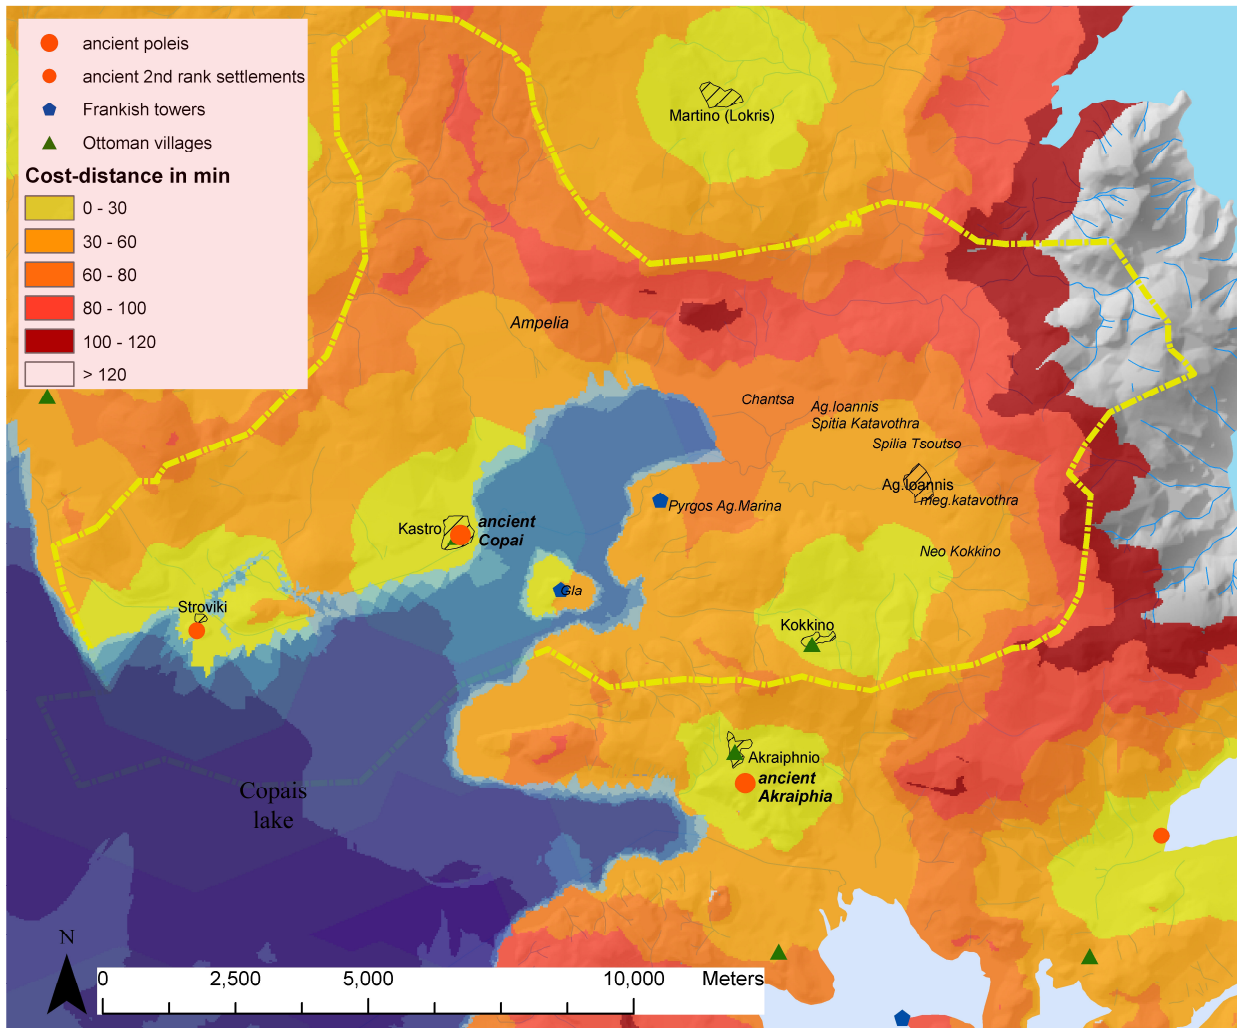 ancient poleis
ancient 2nd rank settlements
Frankish towers
Ottoman villages
Cost-distance in min
0 - 30
30 - 60
60 - 80
80 - 100
100 - 120
> 120
Martino (Lokris)
Ampelia
Chantsa
Ag.Ioannis
Spitia Katavothra
Spilia Tsoutso
Ag.Ioannis
meg.katavothra
Pyrgos Ag.Marina
Kastro
ancient
Copai
Neo Kokkino
Gla
Stroviki
Kokkino
Akraiphnio
ancient
Akraiphia
Copais
lake
N
0 2,500 5,000 10,000 Meters